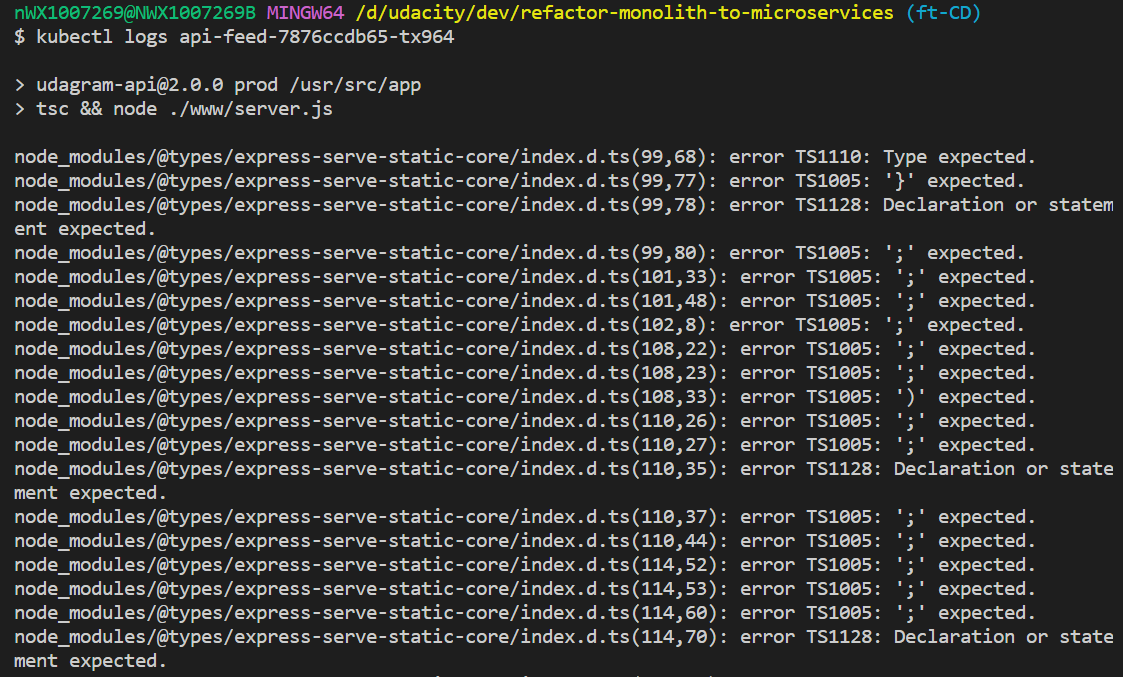 nWX1007269@NWX1007269B MINGW64 /d/udacity/dev/refactor-monolith-to-microservices (ft-CD)
$ kubectl logs api-feed-7876ccdb65-tx964
> udagram-api@2.0.0 prod /usr/src/app
> tsc && node ./www/server.js
node_modules/@types/express-serve-static-core/index.d.ts(99,68): error TS1110: Type expected.
node_modules/@types/express-serve-static-core/index.d.ts(99,77): error TS1005: '}' expected.
node_modules/@types/express-serve-static-core/index.d.ts(99,78): error TS1128: Declaration or statem
ent expected.
node_modules/@types/express-serve-static-core/index.d.ts(99,80): error TS1005: ';' expected.
node_modules/@types/express-serve-static-core/index.d.ts(101,33): error TS1005: ';' expected.
node_modules/@types/express-serve-static-core/index.d.ts(101,48): error TS1005: ';' expected.
node_modules/@types/express-serve-static-core/index.d.ts(102,8): error TS1005: ';' expected.
node_modules/@types/express-serve-static-core/index.d.ts(108,22): error TS1005: ';' expected.
node_modules/@types/express-serve-static-core/index.d.ts(108,23): error TS1005: ';' expected.
node_modules/@types/express-serve-static-core/index.d.ts(108,33): error TS1005: ')' expected.
node_modules/@types/express-serve-static-core/index.d.ts(110,26): error TS1005: ';' expected.
node_modules/@types/express-serve-static-core/index.d.ts(110,27): error TS1005: ';' expected.
node_modules/@types/express-serve-static-core/index.d.ts(110,35): error TS1128: Declaration or state
ment expected.
node_modules/@types/express-serve-static-core/index.d.ts(110,37): error TS1005: ';' expected.
node_modules/@types/express-serve-static-core/index.d.ts(110,44): error TS1005: ';' expected.
node_modules/@types/express-serve-static-core/index.d.ts(114,52): error TS1005: ';' expected.
node_modules/@types/express-serve-static-core/index.d.ts(114,53): error TS1005: ';' expected.
node_modules/@types/express-serve-static-core/index.d.ts(114,60): error TS1005: ';' expected.
node_modules/@types/express-serve-static-core/index.d.ts(114,70): error TS1128: Declaration or state
ment expected.